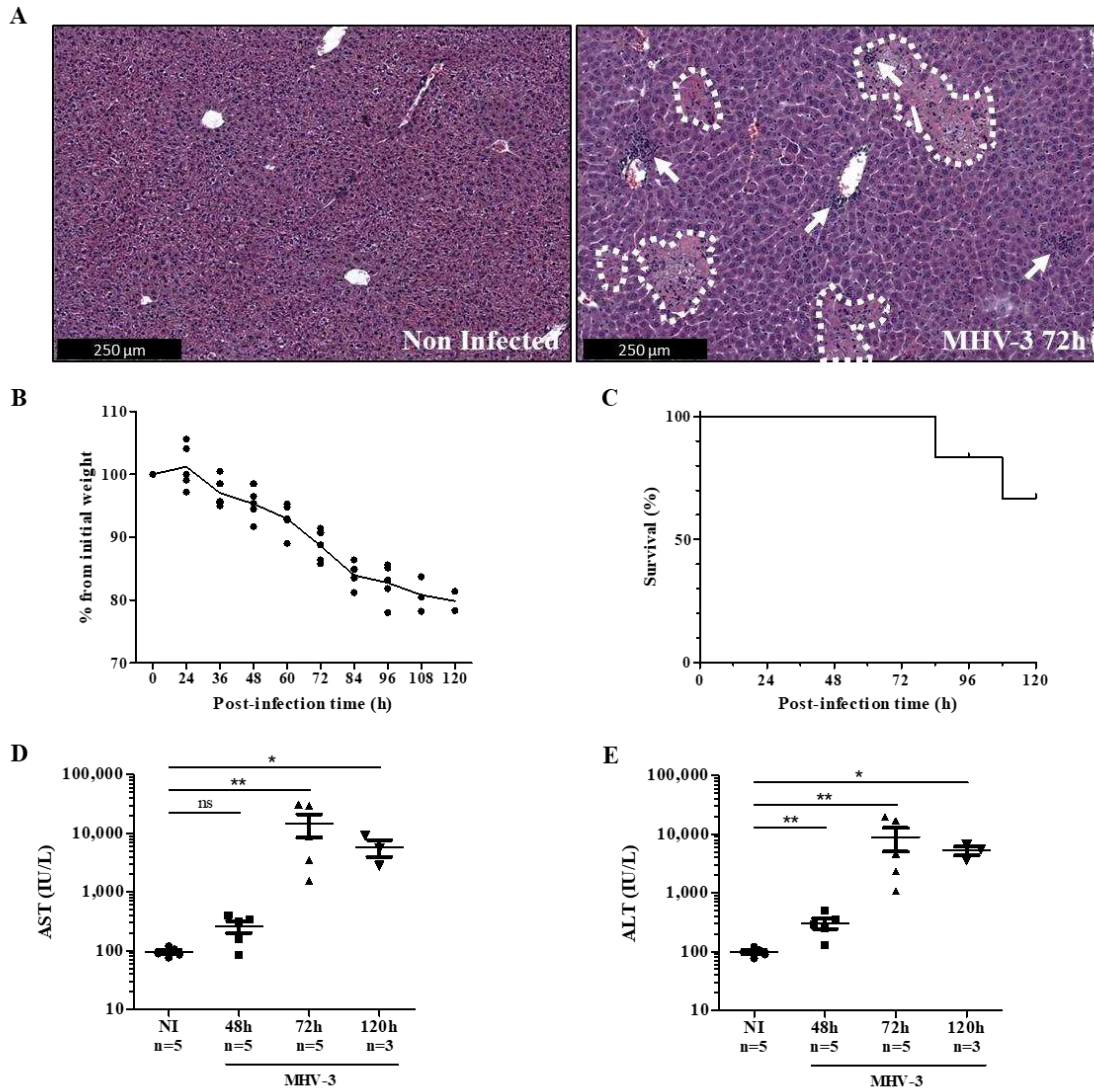 A
Non Infected
250 µm
MHV-3 72h
250 µm
B
110
100
90
80
70
% from initial weight
0 24 36 48 60 72 84 96 108 120
Post-infection time (h)
C
100
50
0
Survival (%)
0 24 48 72 96 120
Post-infection time (h)
D
*
**
ns
100,000
10,000
1,000
100
10
AST (IU/L)
NI 48h 72h 120h
n=5 n=5 n=5 n=3
MHV-3
E
*
**
**
100,000
10,000
1,000
100
10
ALT (IU/L)
NI 48h 72h 120h
n=5 n=5 n=5 n=3
MHV-3